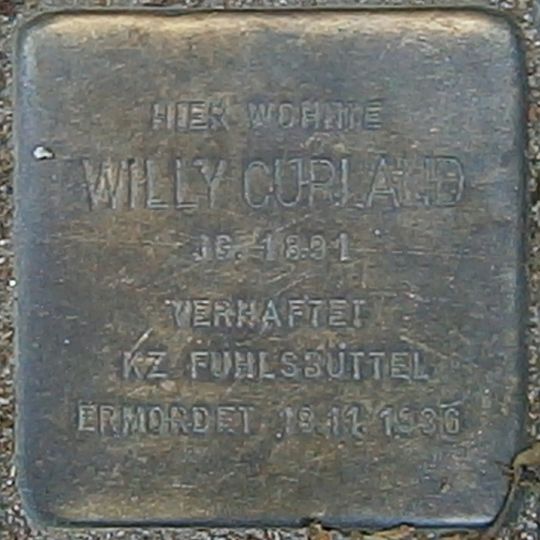 HIER WOHNTE
WILLY CURLAND
JG. 1891
VERHAFTET
KZ FUHLSBÜTTEL
ERMORDET 19.11.1936